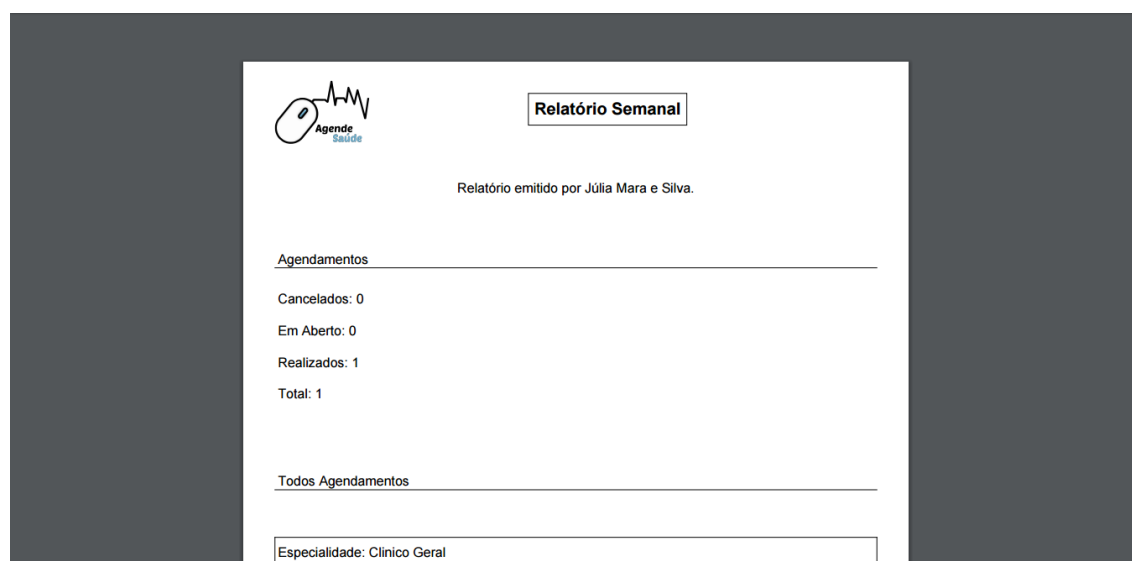 Agende
Saúde
Relatório Semanal
Relatório emitido por Júlia Mara e Silva.
Agendamentos
Cancelados: 0
Em Aberto: 0
Realizados: 1
Total: 1
Todos Agendamentos
Especialidade: Clinico Geral